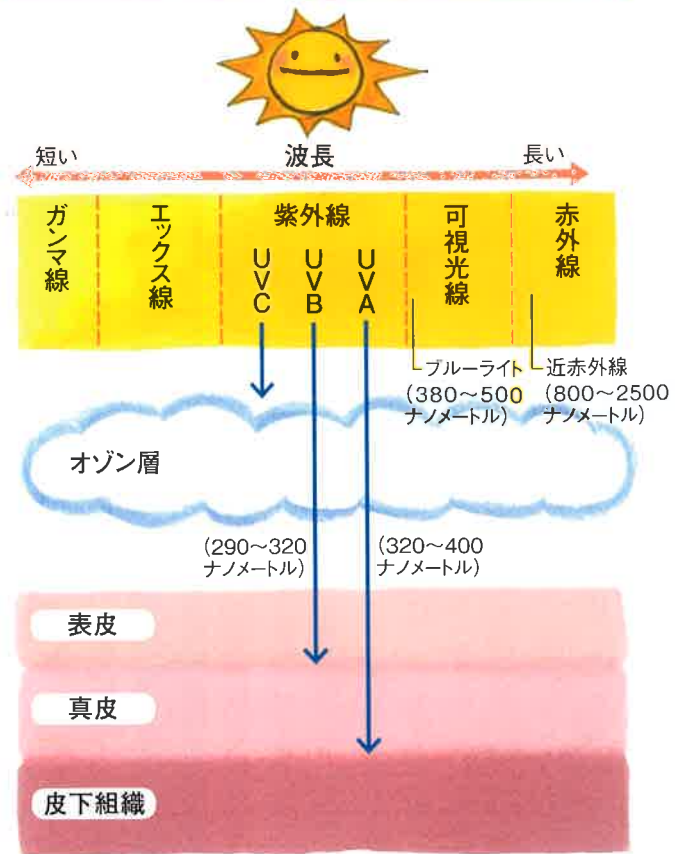 短い
波長
長い
ガンマ線
エックス線
紫外線
UVC
UVB
UVA
可視光線
赤外線
ブルーライト
(380〜500
ナノメートル)
近赤外線
(800〜2500
ナノメートル)
オゾン層
(290〜320
ナノメートル)
(320〜400
ナノメートル)
表皮
真皮
皮下組織